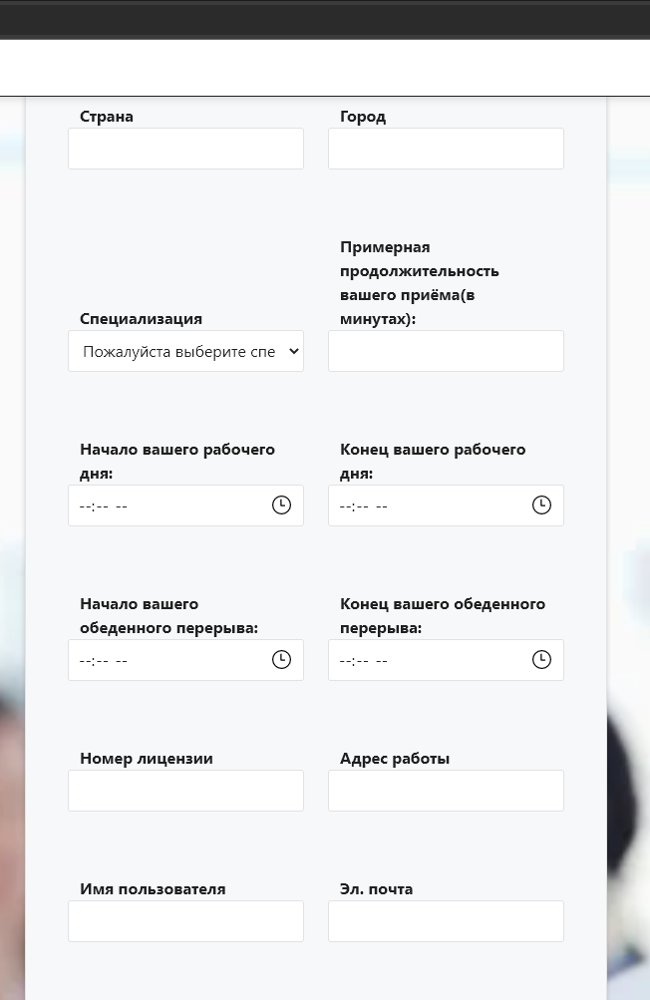 Страна
Город
Примерная
продолжительность
вашего приёма(в
минутах):
Специализация
Пожалуйста выберите спе
Начало вашего рабочего
дня:
Конец вашего рабочего
дня:
--:-- --
--:-- --
Начало вашего
обеденного перерыва:
Конец вашего обеденного
перерыва:
--:-- --
--:-- --
Номер лицензии
Адрес работы
Имя пользователя
Эл. почта